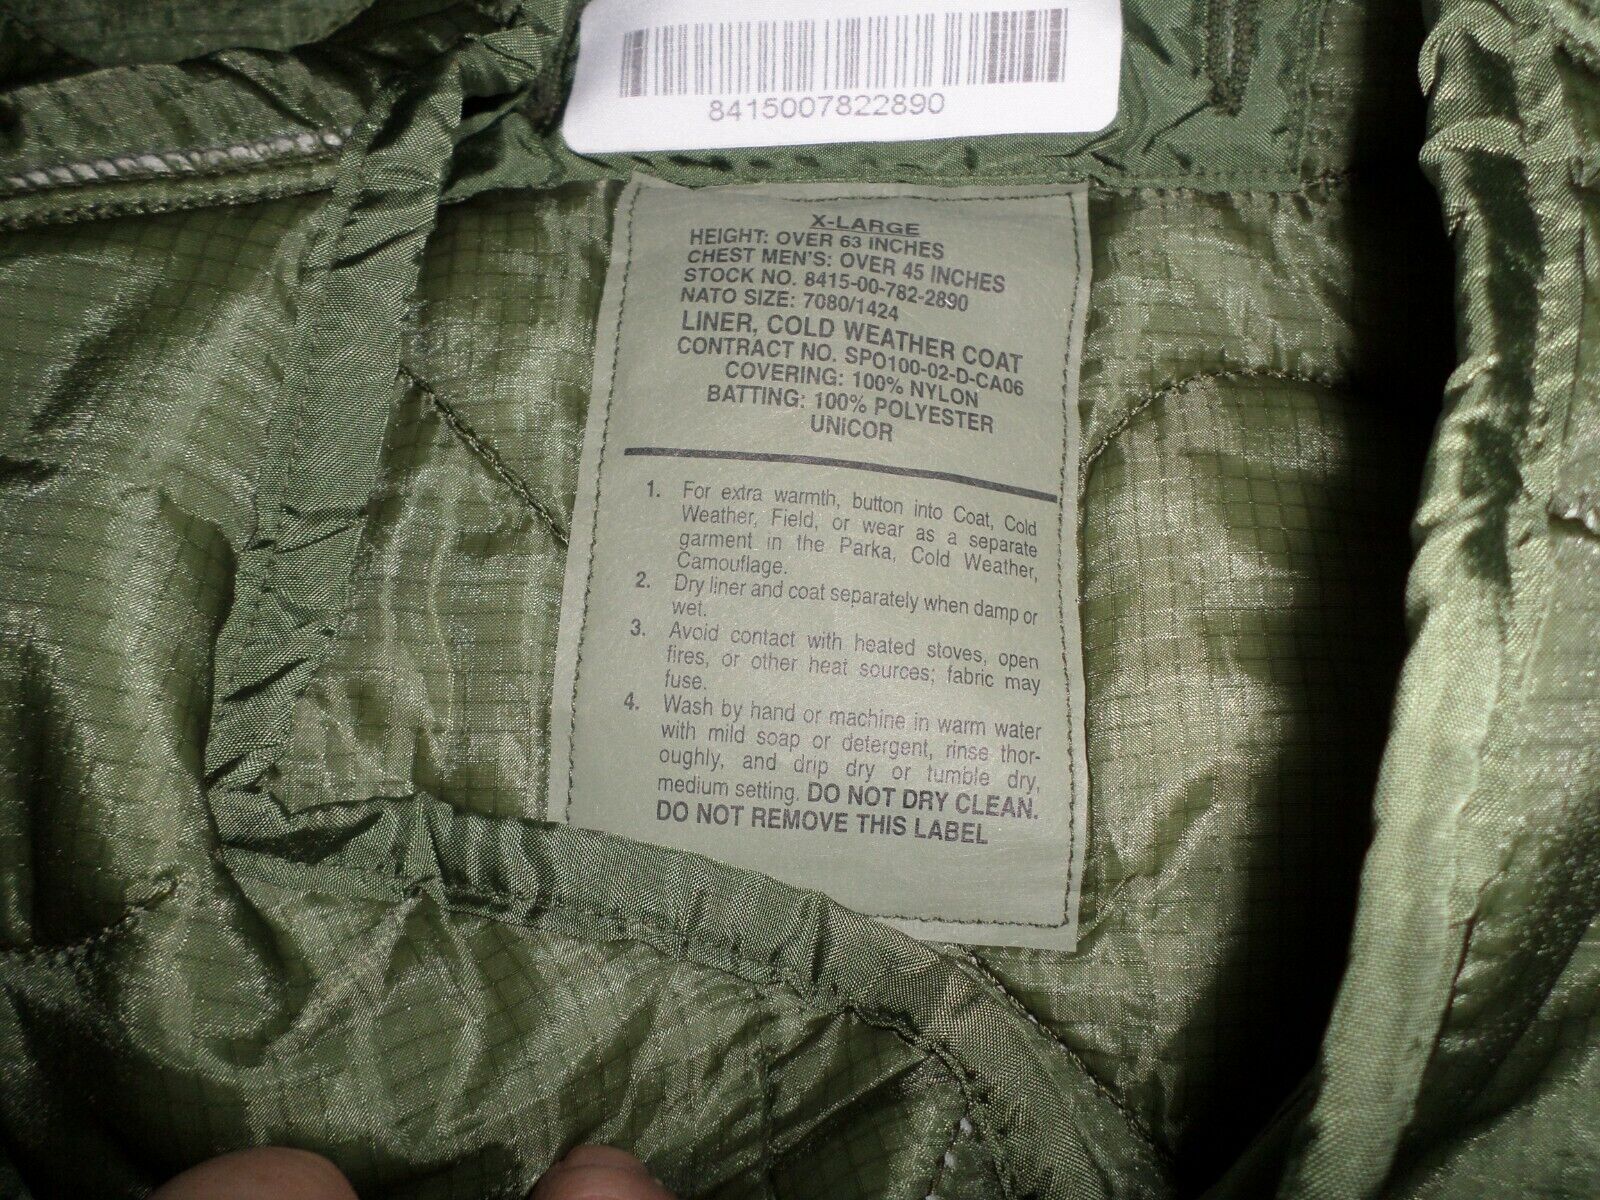 8415007822890
X-LARGE
HEIGHT: OVER 63 INCHES
CHEST MEN'S: OVER 45 INCHES
STOCK NO. 8415-00-782-2890
NATO SIZE: 7080/1424
LINER, COLD WEATHER COAT
CONTRACT NO. SPO100-02-D-CA06
COVERING: 100% NYLON
BATTING: 100% POLYESTER
UNICOR
1. For extra warmth, button into Coat, Cold
Weather, Field, or wear as a separate
garment in the Parka, Cold Weather,
Camouflage.
2. Dry liner and coat separately when damp or
wet.
3. Avoid contact with heated stoves, open
fires, or other heat sources; fabric may
fuse.
4. Wash by hand or machine in warm water
with mild soap or detergent, rinse thor-
oughly, and drip dry or tumble dry,
medium setting. DO NOT DRY CLEAN.
DO NOT REMOVE THIS LABEL